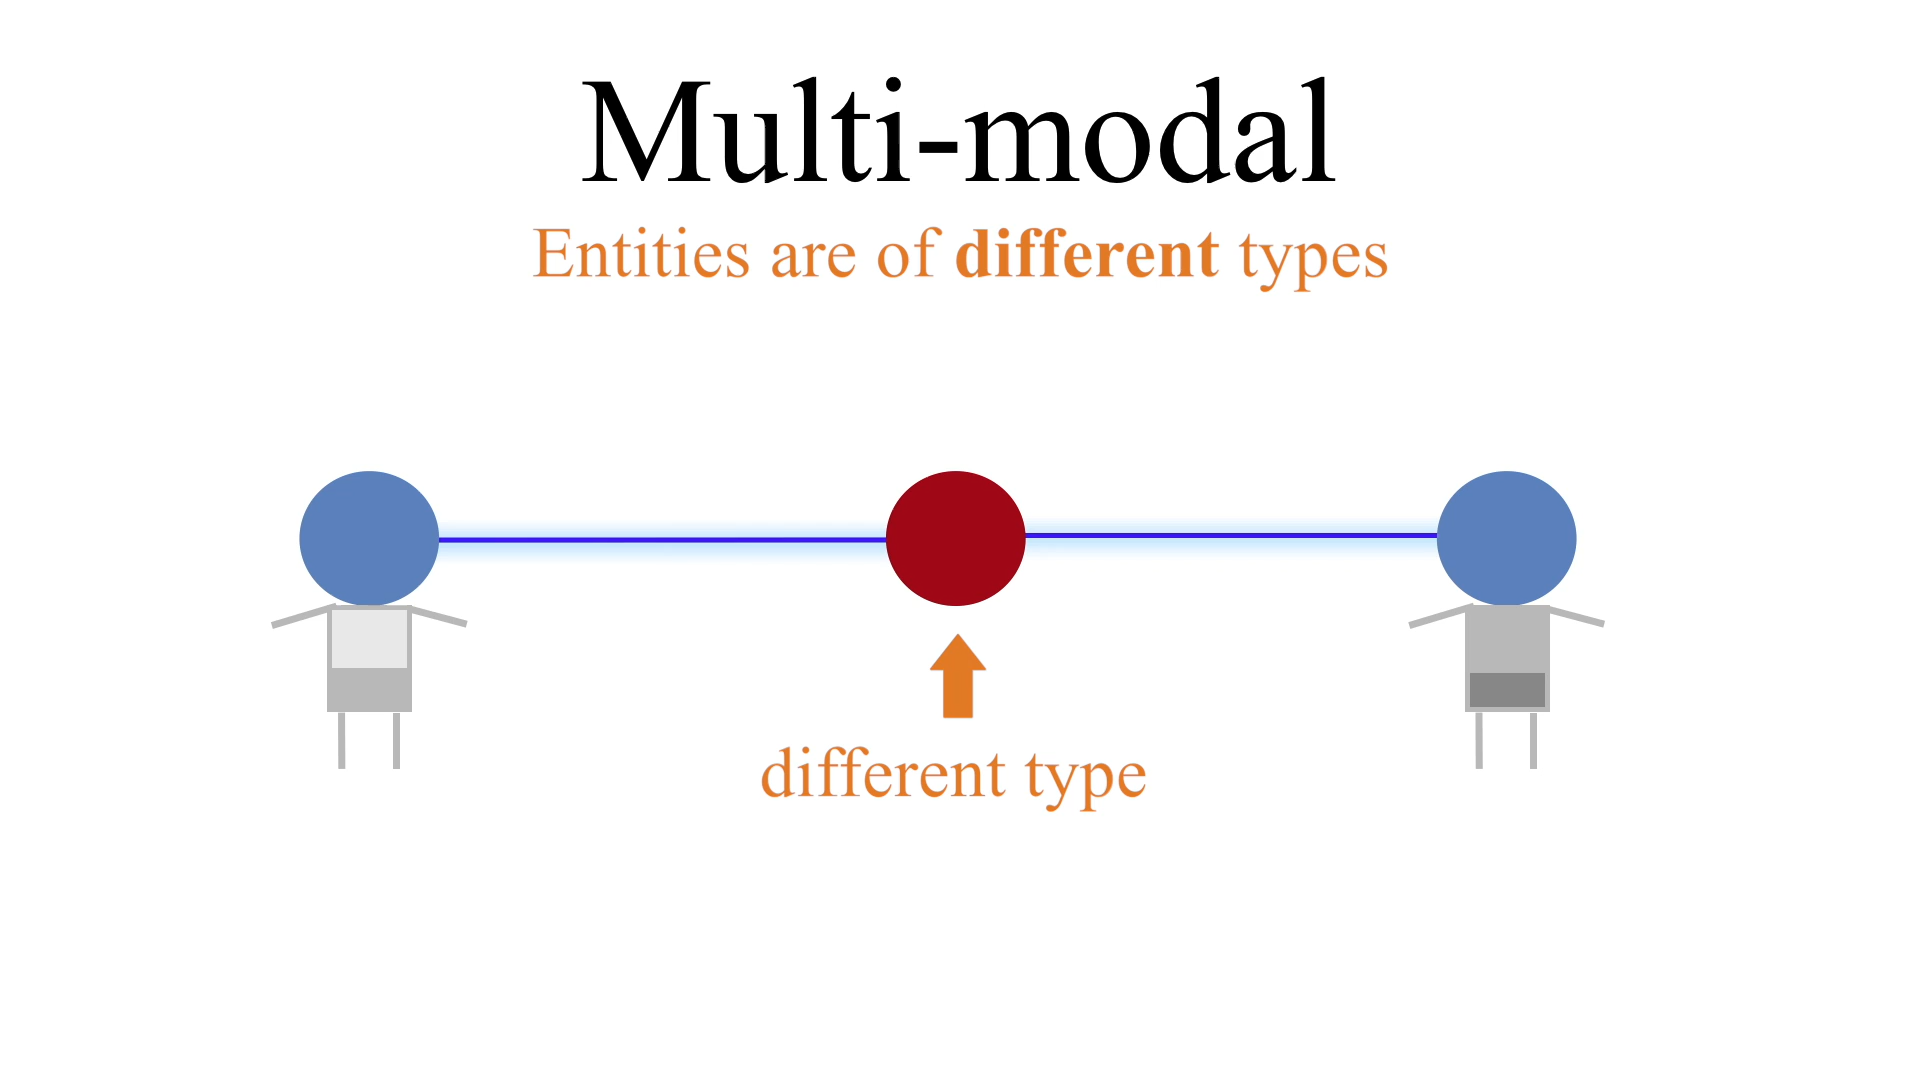 Multi-modal
Entities are of different types
different type